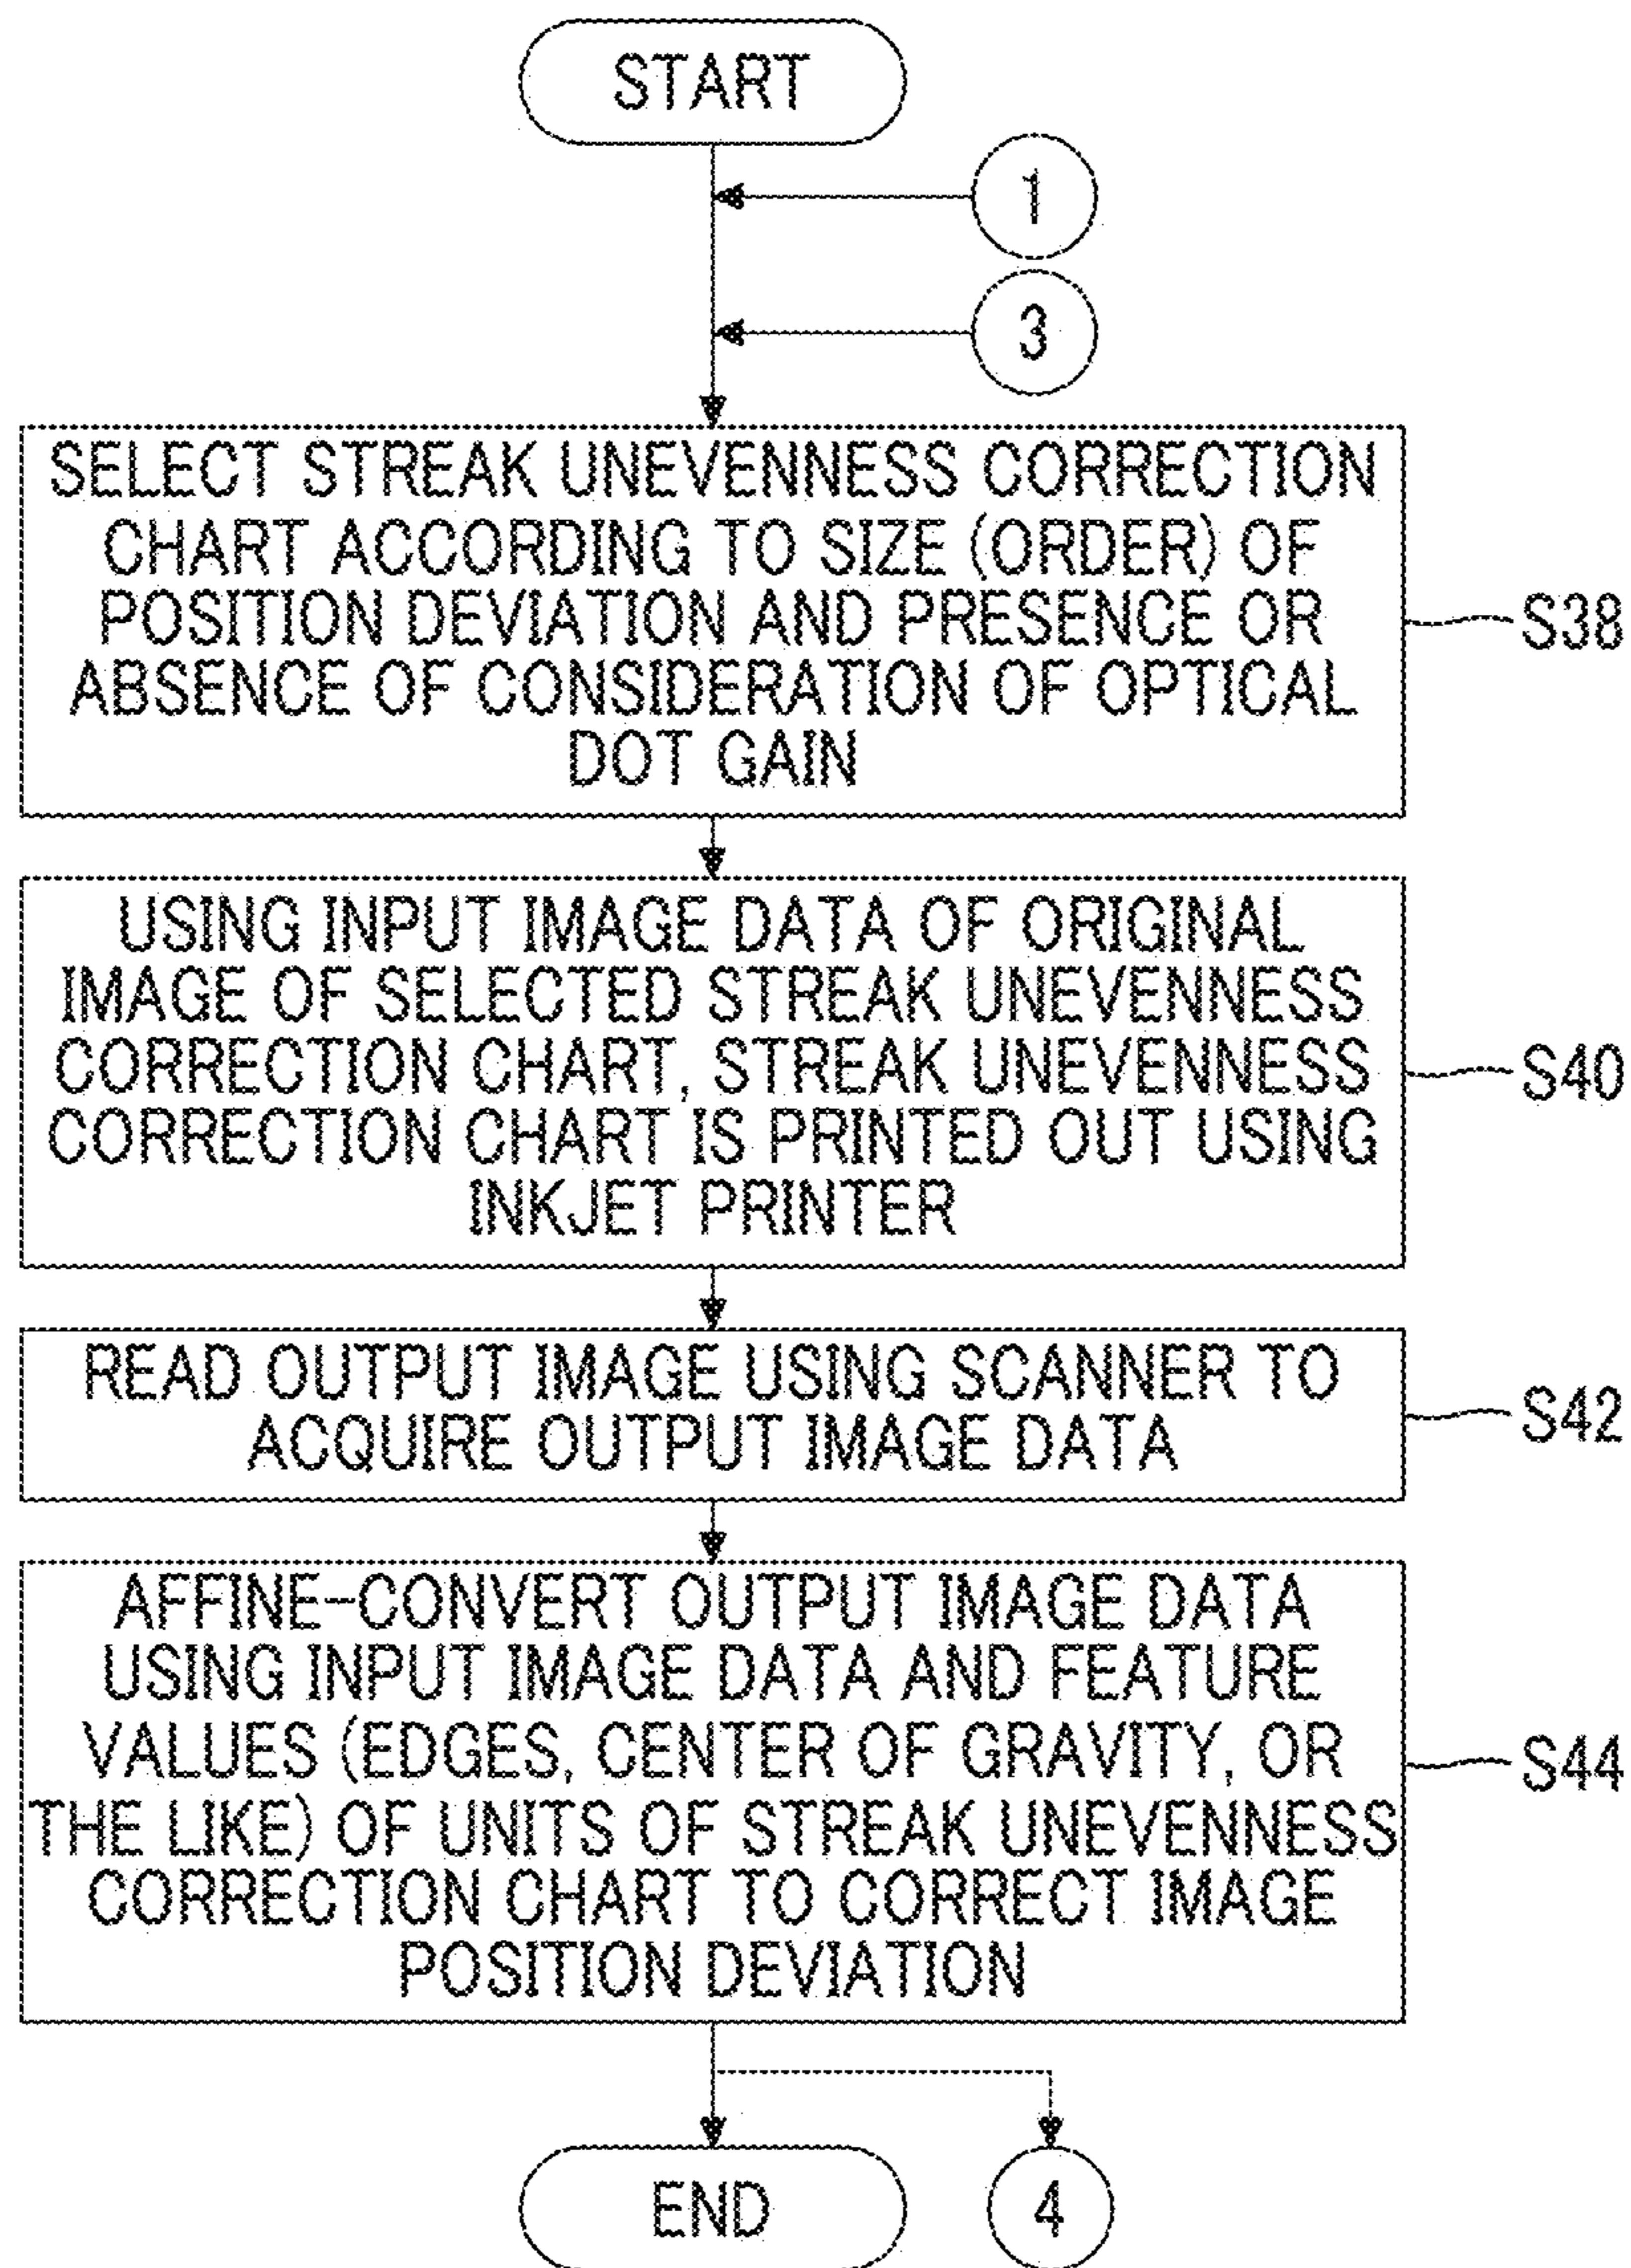 START
1
3
SELECT STREAK UNEVENNESS CORRECTION
CHART ACCORDING TO SIZE (ORDER) OF
POSITION DEVIATION AND PRESENCE OR
ABSENCE OF CONSIDERATION OF OPTICAL
DOT GAIN
S38
USING INPUT IMAGE DATA OF ORIGINAL
IMAGE OF SELECTED STREAK UNEVENNESS
CORRECTION CHART, STREAK UNEVENNESS
CORRECTION CHART IS PRINTED OUT USING
INKJET PRINTER
S40
READ OUTPUT IMAGE USING SCANNER TO
ACQUIRE OUTPUT IMAGE DATA
S42
AFFINE-CONVERT OUTPUT IMAGE DATA
USING INPUT IMAGE DATA AND FEATURE
VALUES (EDGES, CENTER OF GRAVITY, OR
THE LIKE) OF UNITS OF STREAK UNEVENNESS
CORRECTION CHART TO CORRECT IMAGE
POSITION DEVIATION
S44
END
4